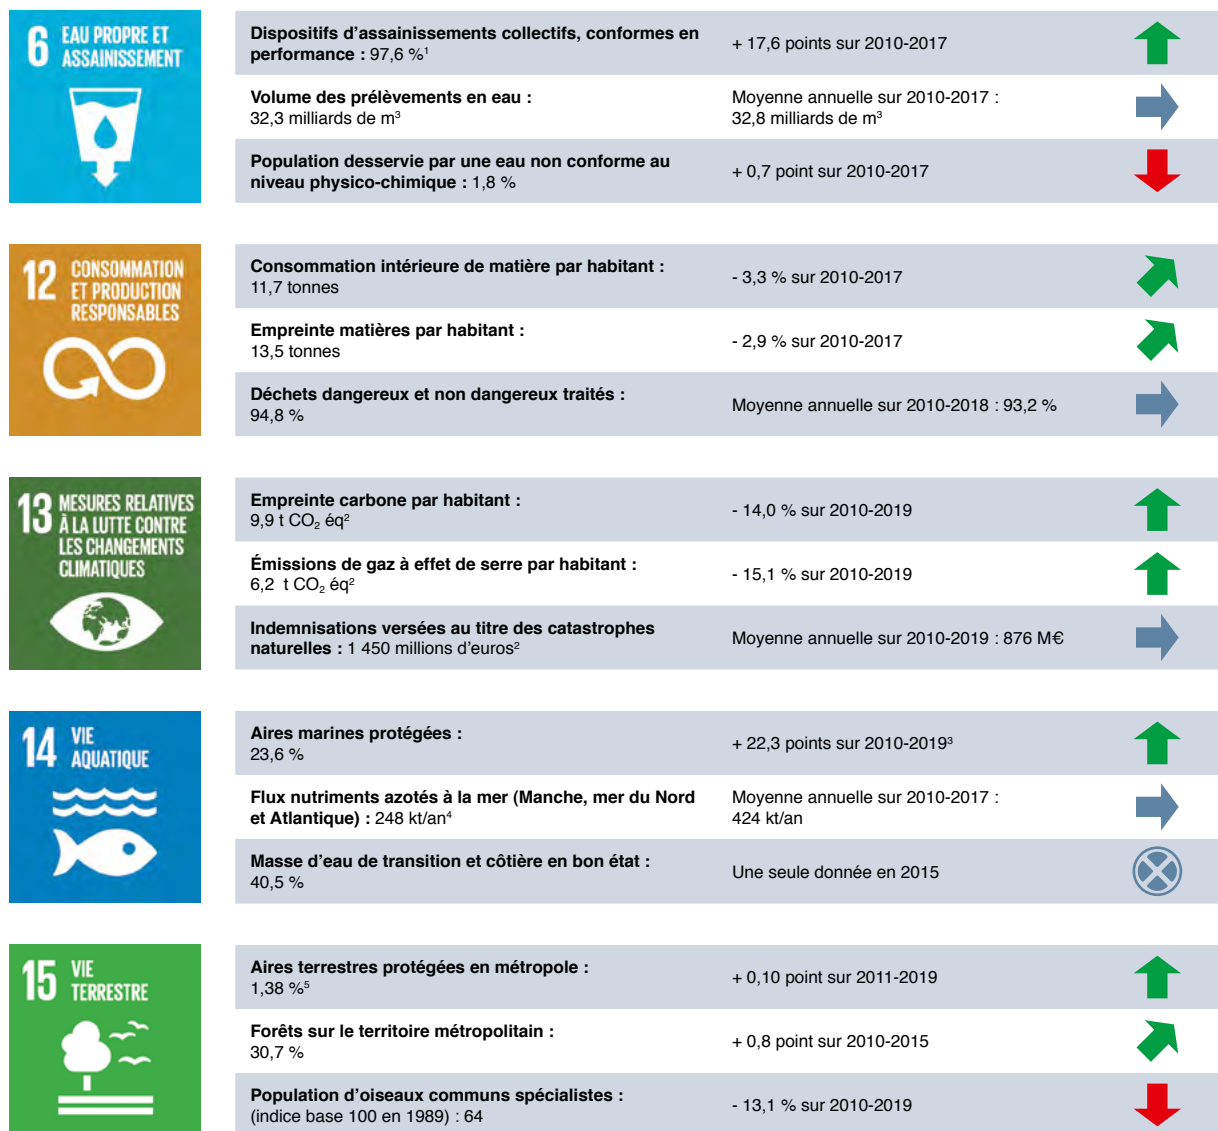 6 EAU PROPRE ET
ASSAINISSEMENT
Dispositifs d’assainissements collectifs, conformes en
performance : 97,6 %¹
+ 17,6 points sur 2010-2017
Volume des prélèvements en eau :
32,3 milliards de m³
Moyenne annuelle sur 2010-2017 :
32,8 milliards de m³
Population desservie par une eau non conforme au
niveau physico-chimique : 1,8 %
+ 0,7 point sur 2010-2017
12 CONSOMMATION
ET PRODUCTION
RESPONSABLES
Consommation intérieure de matière par habitant :
11,7 tonnes
- 3,3 % sur 2010-2017
Empreinte matières par habitant :
13,5 tonnes
- 2,9 % sur 2010-2017
Déchets dangereux et non dangereux traités :
94,8 %
Moyenne annuelle sur 2010-2018 : 93,2 %
13 MESURES RELATIVES
À LA LUTTE CONTRE
LES CHANGEMENTS
CLIMATIQUES
Empreinte carbone par habitant :
9,9 t CO₂ éq²
- 14,0 % sur 2010-2019
Émissions de gaz à effet de serre par habitant :
6,2 t CO₂ éq²
- 15,1 % sur 2010-2019
Indemnisations versées au titre des catastrophes
naturelles : 1 450 millions d’euros²
Moyenne annuelle sur 2010-2019 : 876 M€
14 VIE
AQUATIQUE
Aires marines protégées :
23,6 %
+ 22,3 points sur 2010-2019³
Flux nutriments azotés à la mer (Manche, mer du Nord
et Atlantique) : 248 kt/an⁴
Moyenne annuelle sur 2010-2017 :
424 kt/an
Masse d’eau de transition et côtière en bon état :
40,5 %
Une seule donnée en 2015
15 VIE
TERRESTRE
Aires terrestres protégées en métropole :
1,38 %⁵
+ 0,10 point sur 2011-2019
Forêts sur le territoire métropolitain :
30,7 %
+ 0,8 point sur 2010-2015
Population d’oiseaux communs spécialistes :
(indice base 100 en 1989) : 64
- 13,1 % sur 2010-2019